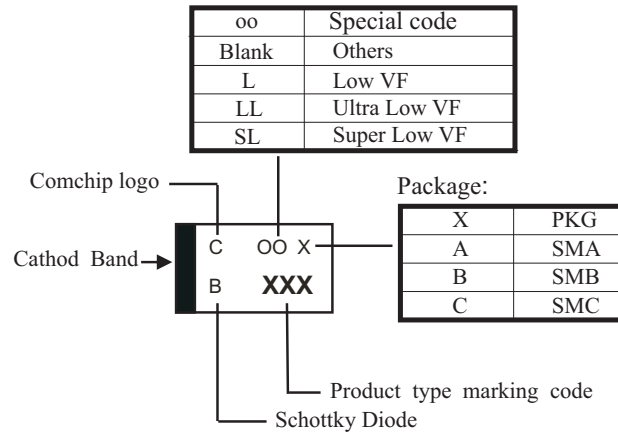 oo Special code
Blank Others
L Low VF
LL Ultra Low VF
SL Super Low VF
Comchip logo
Package:
X PKG
A SMA
B SMB
C SMC
Cathod Band
C OO X
B XXX
Product type marking code
Schottky Diode